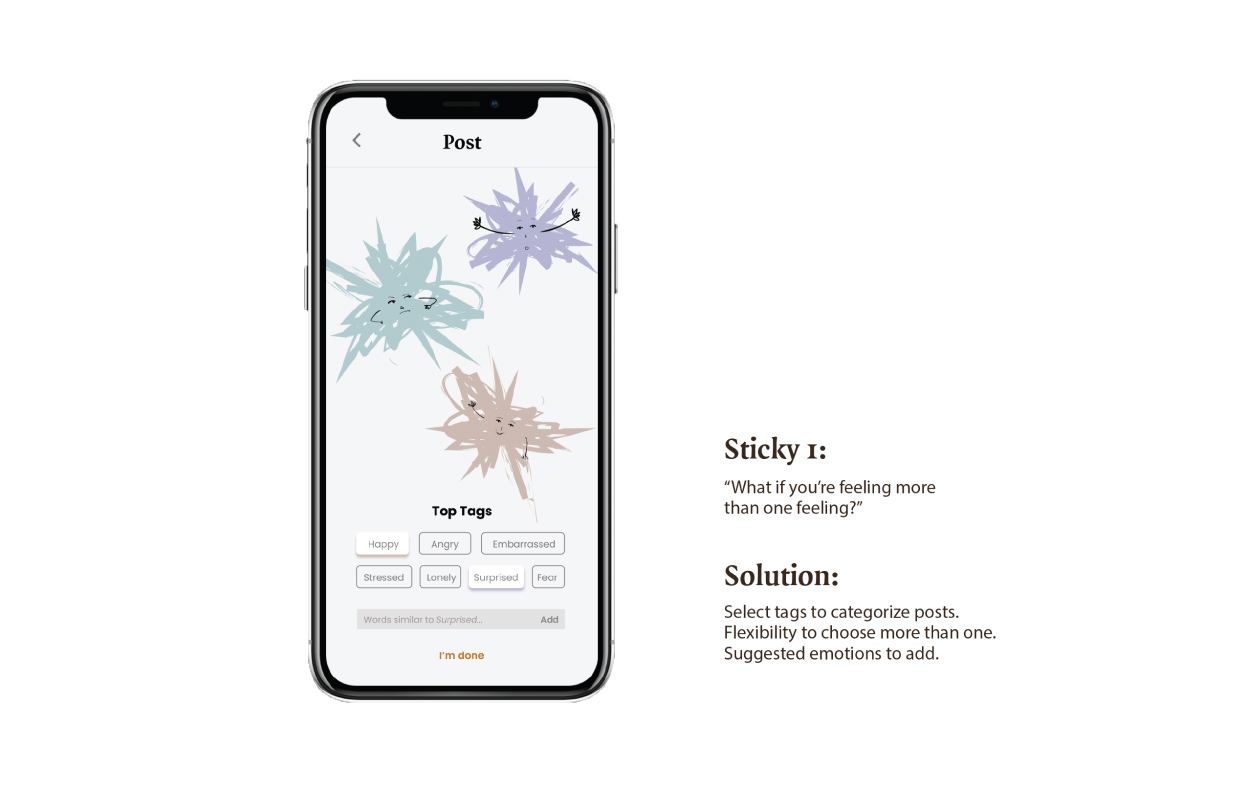 Post
Top Tags
Happy
Angry
Embarrassed
Stressed
Lonely
Surprised
Fear
Words similar to Surprised...
Add
I'm done
Sticky 1:
“What if you’re feeling more
than one feeling?”
Solution:
Select tags to categorize posts.
Flexibility to choose more than one.
Suggested emotions to add.